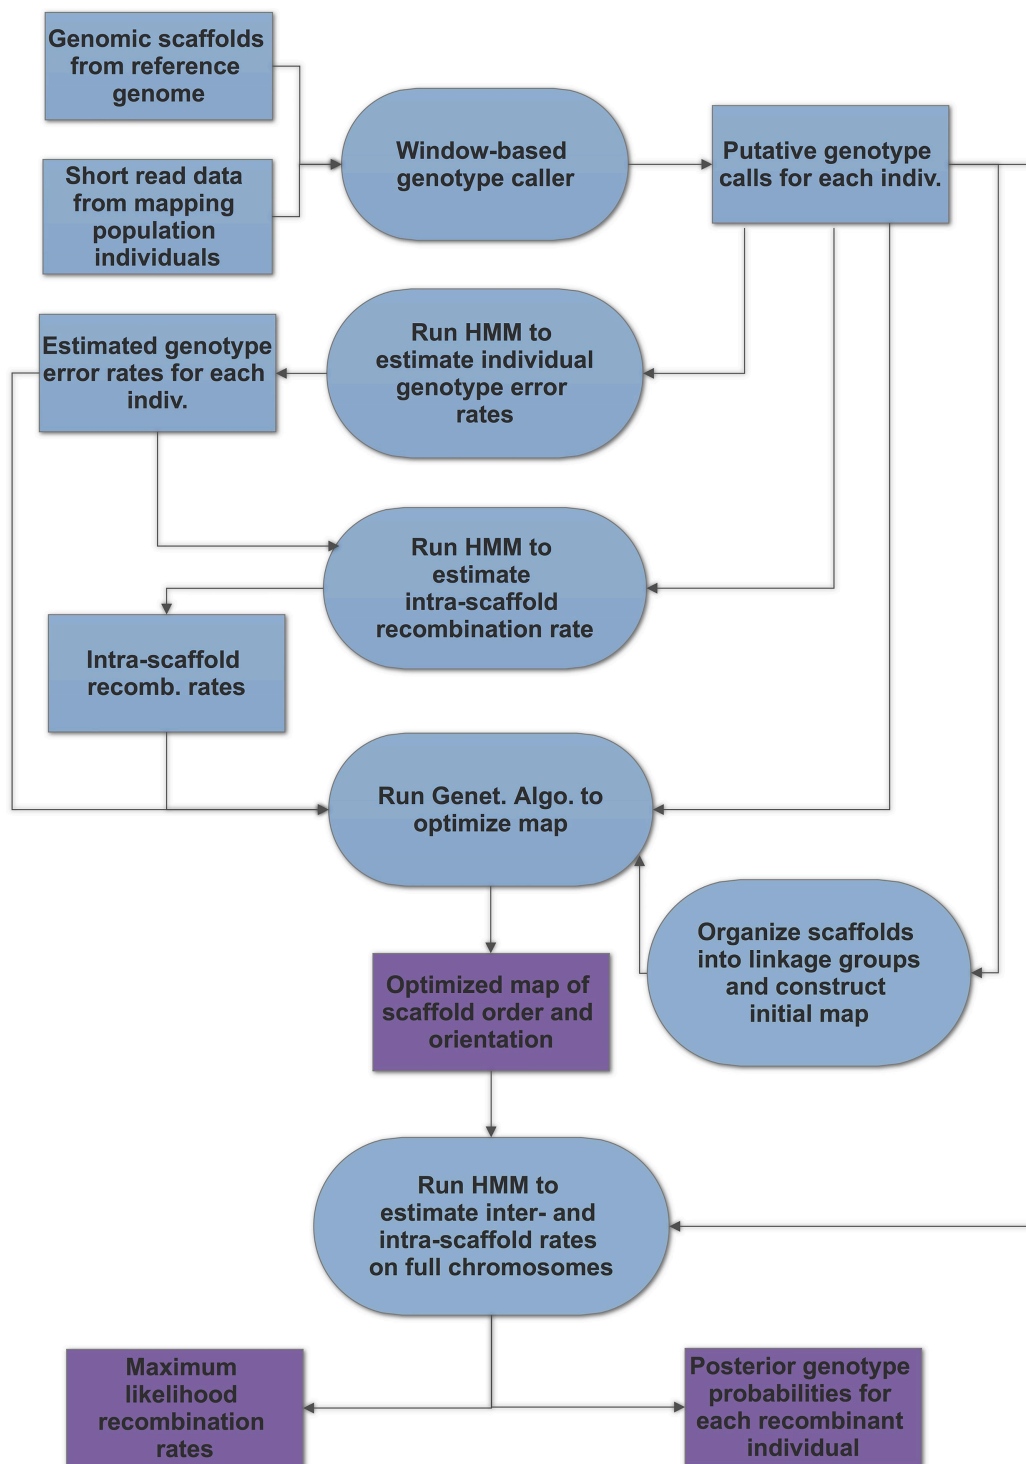 Genomic scaffolds
from reference
genome
Short read data
from mapping
population
individuals
Window-based
genotype caller
Putative genotype
calls for each indiv.
Estimated genotype
error rates for each
indiv.
Run HMM to
estimate individual
genotype error
rates
Run HMM to
estimate
intra-scaffold
recombination rate
Intra-scaffold
recomb. rates
Run Genet. Algo. to
optimize map
Organize scaffolds
into linkage groups
and construct
initial map
Optimized map of
scaffold order and
orientation
Run HMM to
estimate inter- and
intra-scaffold rates
on full chromosomes
Maximum
likelihood
recombination
rates
Posterior genotype
probabilities for
each recombinant
individual